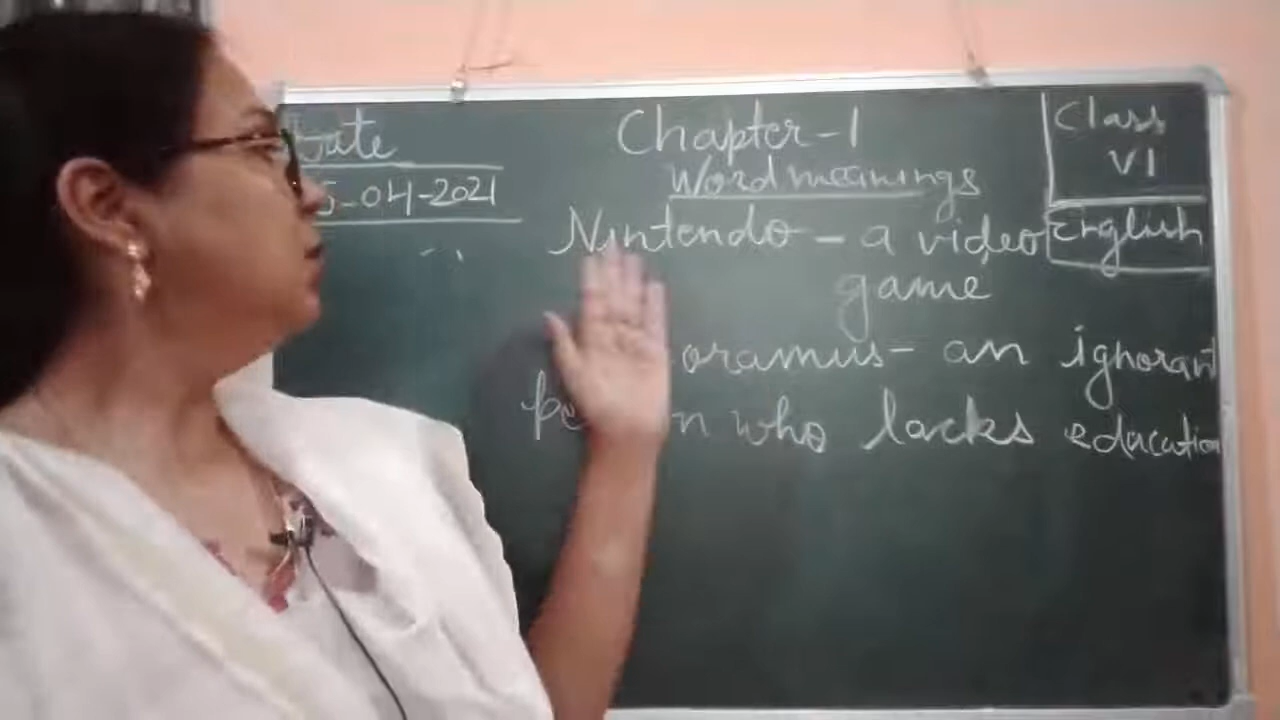 Date
5-04-2021
Chapter-1
Word meanings
Class
VI
English
Nintendo - a video
game
oramus - an ignorant
who lacks education